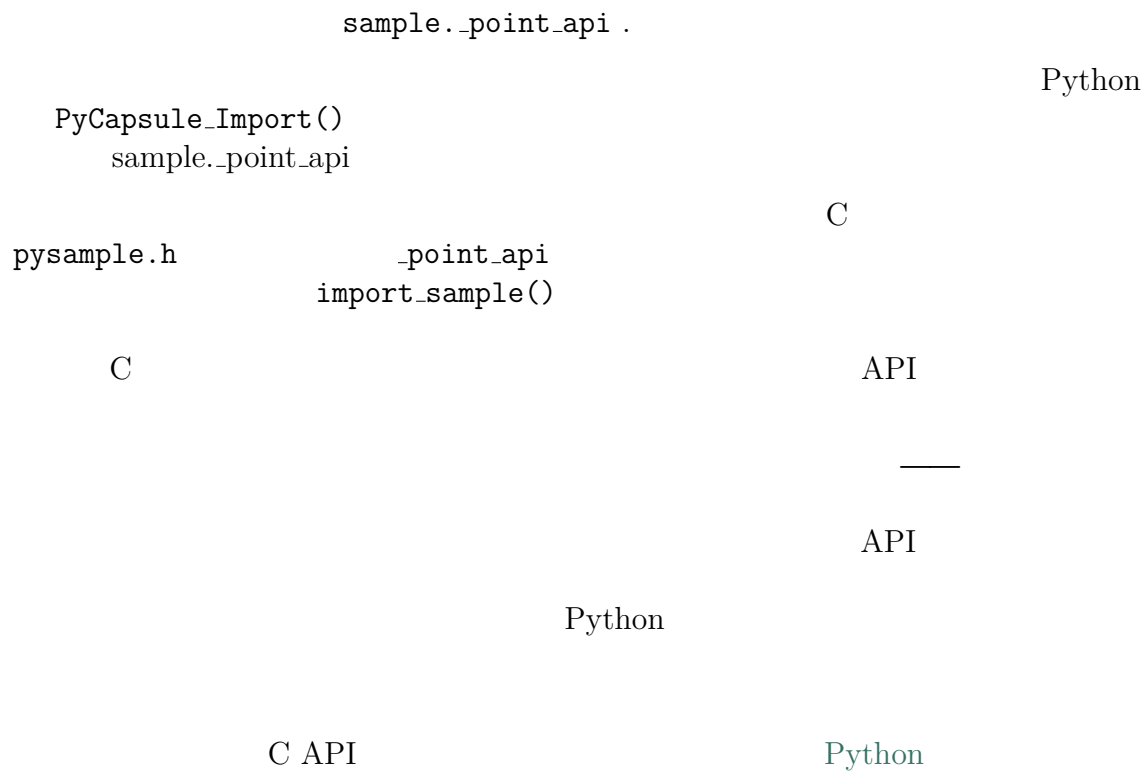 sample._point_api .
Python
PyCapsule_Import()
sample._point_api
C
pysample.h _point_api
import_sample()
C API
——
API
Python
C API Python